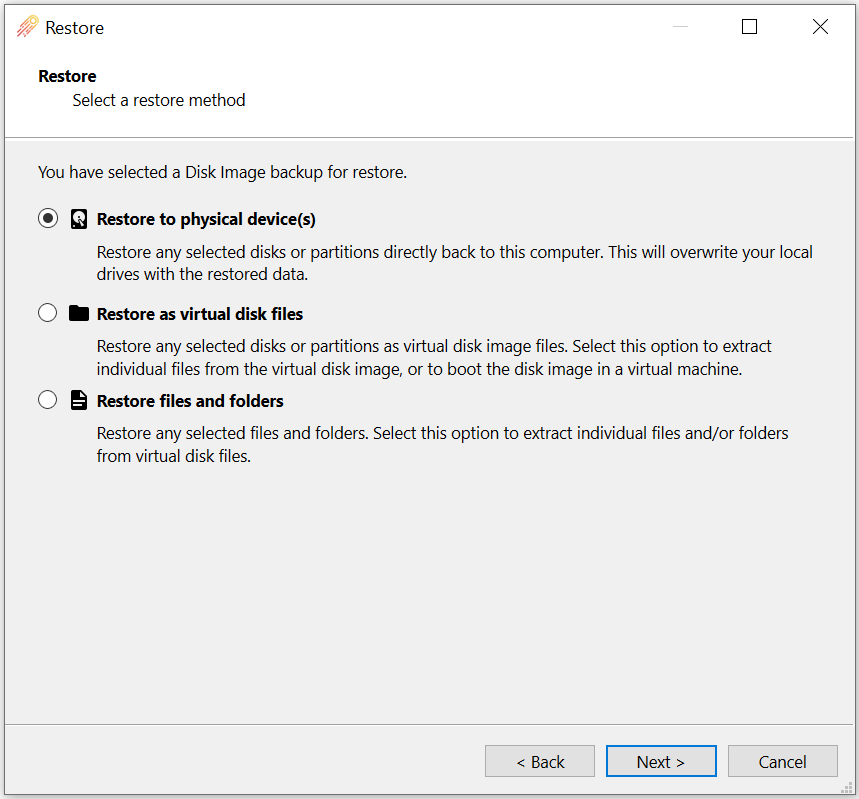 Restore
Restore
Select a restore method
You have selected a Disk Image backup for restore.
Restore to physical device(s)
Restore any selected disks or partitions directly back to this computer. This will overwrite your local
drives with the restored data.
Restore as virtual disk files
Restore any selected disks or partitions as virtual disk image files. Select this option to extract
individual files from the virtual disk image, or to boot the disk image in a virtual machine.
Restore files and folders
Restore any selected files and folders. Select this option to extract individual files and/or folders
from virtual disk files.
< Back Next > Cancel